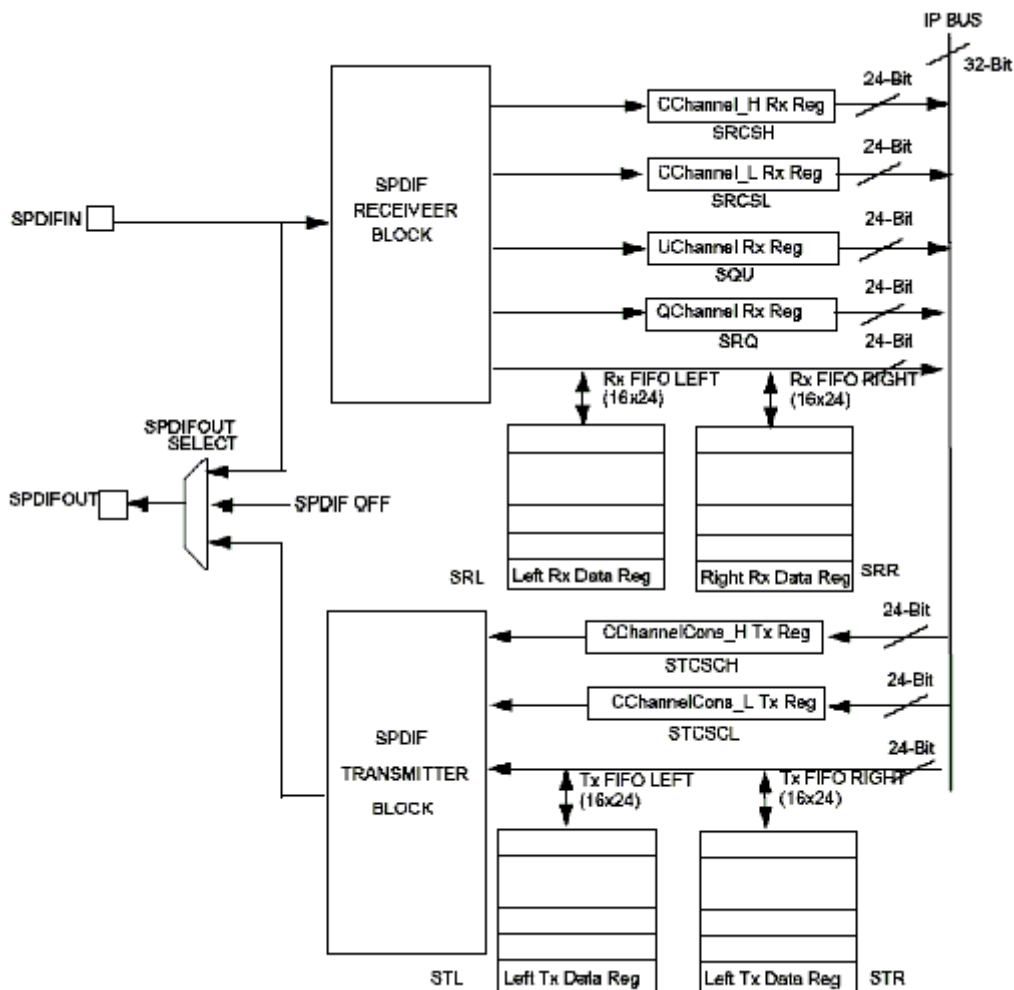 IP BUS
32-Bit
24-Bit
CChannel_H Rx Reg
SRCSH
24-Bit
CChannel_L Rx Reg
SRCSL
SPDIF
RECEIVEER
BLOCK
SPDIFIN
24-Bit
UChannel Rx Reg
SQU
24-Bit
QChannel Rx Reg
SRQ
24-Bit
Rx FIFO LEFT
(16x24)
Rx FIFO RIGHT
(16x24)
SPDIFOUT
SELECT
SPDIFOUT
SPDIF OFF
SRL
Left Rx Data Reg
Right Rx Data Reg
SRR
24-Bit
CChannelCons_H Tx Reg
STCSCH
24-Bit
CChannelCons_L Tx Reg
STCSCL
SPDIF
TRANSMITTER
BLOCK
24-Bit
Tx FIFO LEFT
(16x24)
Tx FIFO RIGHT
(16x24)
STL
Left Tx Data Reg
Left Tx Data Reg
STR